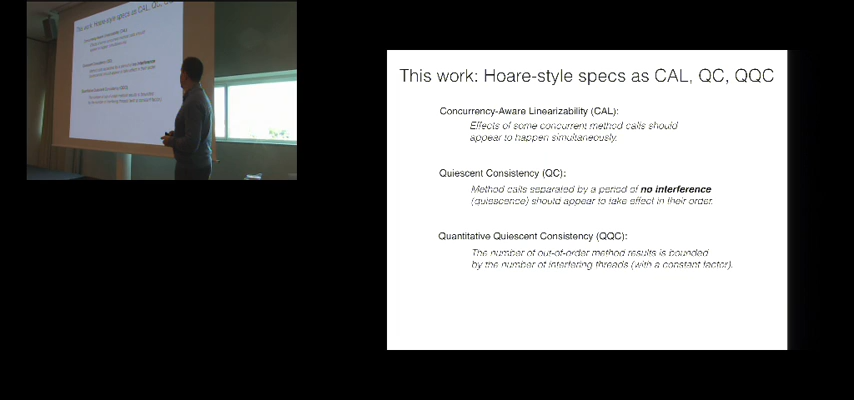 This work: Hoare-style specs as CAL, QC, QQC
Concurrency-Aware Linearizability (CAL):
Effects of some concurrent method calls should
appear to happen simultaneously.
Quiescent Consistency (QC):
Method calls separated by a period of no interference
(quiescence) should appear to take effect in their order.
Quantitative Quiescent Consistency (QQC):
The number of out-of-order method results is bounded
by the number of interfering threads (with a constant factor).